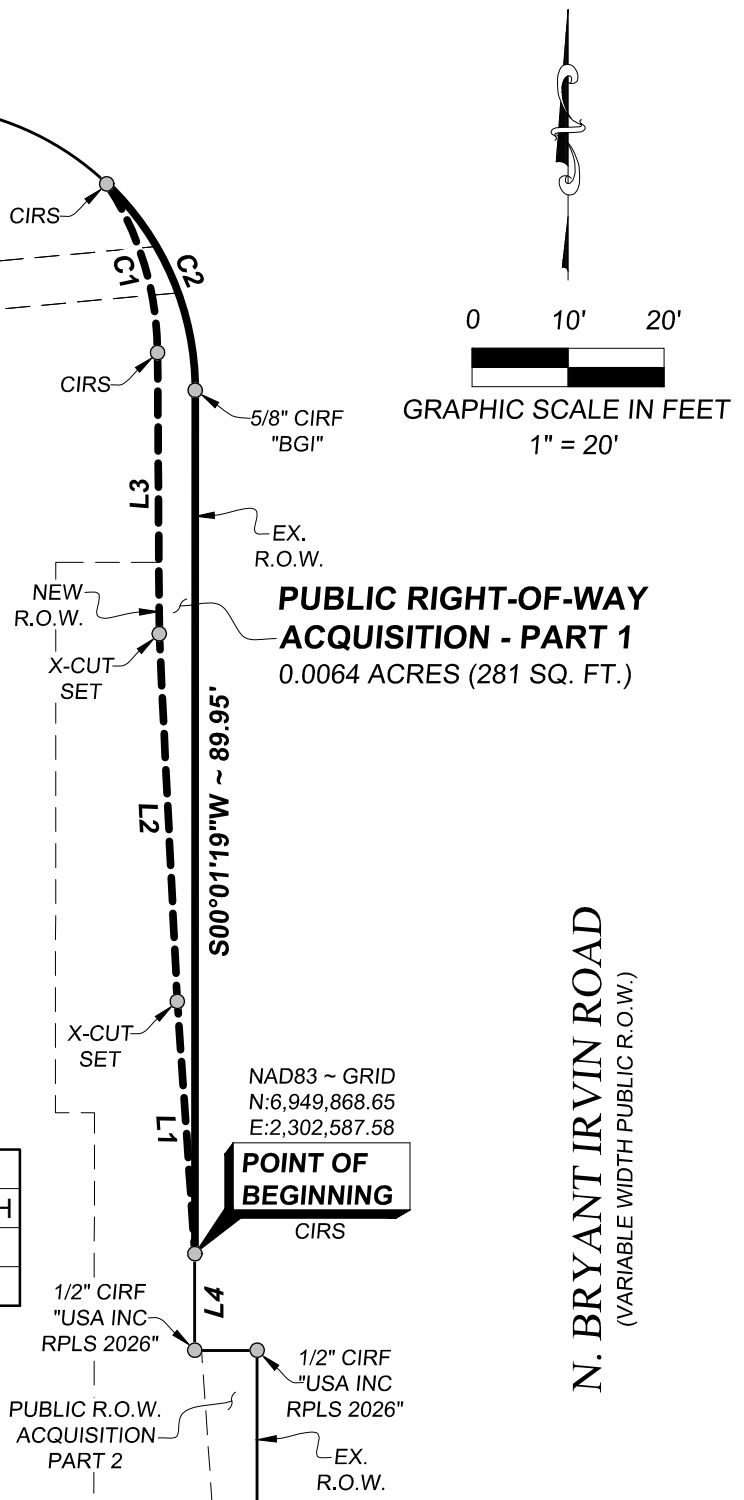 CIRS
C1
C2
0 10' 20'
GRAPHIC SCALE IN FEET
1" = 20'
CIRS
5/8" CIRF
"BGI"
L3
EX.
R.O.W.
NEW
R.O.W.
PUBLIC RIGHT-OF-WAY
ACQUISITION - PART 1
0.0064 ACRES (281 SQ. FT.)
X-CUT
SET
S00°01'19"W ~ 89.95'
L2
X-CUT
SET
N. BRYANT IRVIN ROAD
(VARIABLE WIDTH PUBLIC R.O.W.)
NAD83 ~ GRID
N:6,949,868.65
E:2,302,587.58
L1
POINT OF
BEGINNING
CIRS
1/2" CIRF
"USA INC
RPLS 2026"
L4
1/2" CIRF
"USA INC
RPLS 2026"
PUBLIC R.O.W.
ACQUISITION
PART 2
EX.
R.O.W.